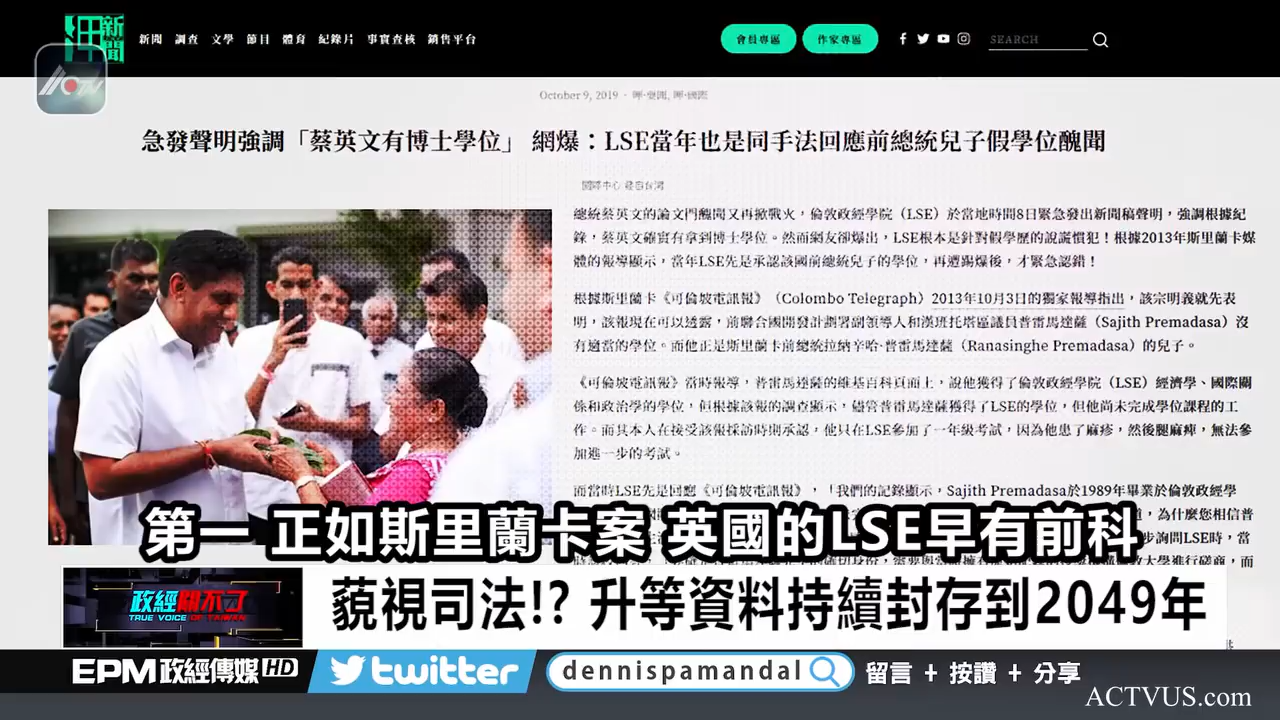 新聞 調查 文學 節目 體育 紀錄片 事實查核 銷售平台
會員專區 作家專區 SEARCH
October 9, 2019
急發聲明強調「蔡英文有博士學位」 網爆：LSE當年也是同手法回應前總統兒子假學位醜聞
國際中心 發自台灣
總統蔡英文的論文門醜聞又再掀戰火，倫敦政經學院（LSE）於當地時間8日緊急發出新聞稿聲明，強調根據紀
錄，蔡英文確實有拿到博士學位。然而網友卻爆出，LSE根本是針對假學歷的說謊慣犯！根據2013年斯里蘭卡媒
體的報導顯示，當年LSE先是承認該國前總統兒子的學位，再遭踢爆後，才緊急認錯！
根據斯里蘭卡《可倫坡電訊報》（Colombo Telegraph）2013年10月3日的獨家報導指出，該宗明義就先表
明，該報現在可以透露，前聯合國開發計劃署副領導人和漢班托塔區議員普雷馬達薩（Sajith Premadasa）沒
有適當的學位。而他正是斯里蘭卡前總統拉納辛哈·普雷馬達薩（Ranasinghe Premadasa）的兒子。
《可倫坡電訊報》當時報導，普雷馬達薩的維基百科頁面上，說他獲得了倫敦政經學院（LSE）經濟學、國際關
係和政治學的學位，但根據該報的調查顯示，儘管普雷馬達薩獲得了LSE的學位，但他尚未完成學位課程的工
作。而其本人在接受該報採訪時則承認，他只在LSE參加了一年級考試，因為他患了麻疹，然後腿麻痺，無法參
加進一步的考試。
而當時LSE先是回應《可倫坡電訊報》，「我們的記錄顯示，Sajith Premadasa於1989年畢業於倫敦政經學
第一 正如斯里蘭卡案 英國的LSE早有前科
政經關不了
TRUE VOICE OF TAIWAN
藐視司法!? 升等資料持續封存到2049年
EPM政經傳媒HD twitter dennispamandal 留言 + 按讚 + 分享
ACTVUS.com